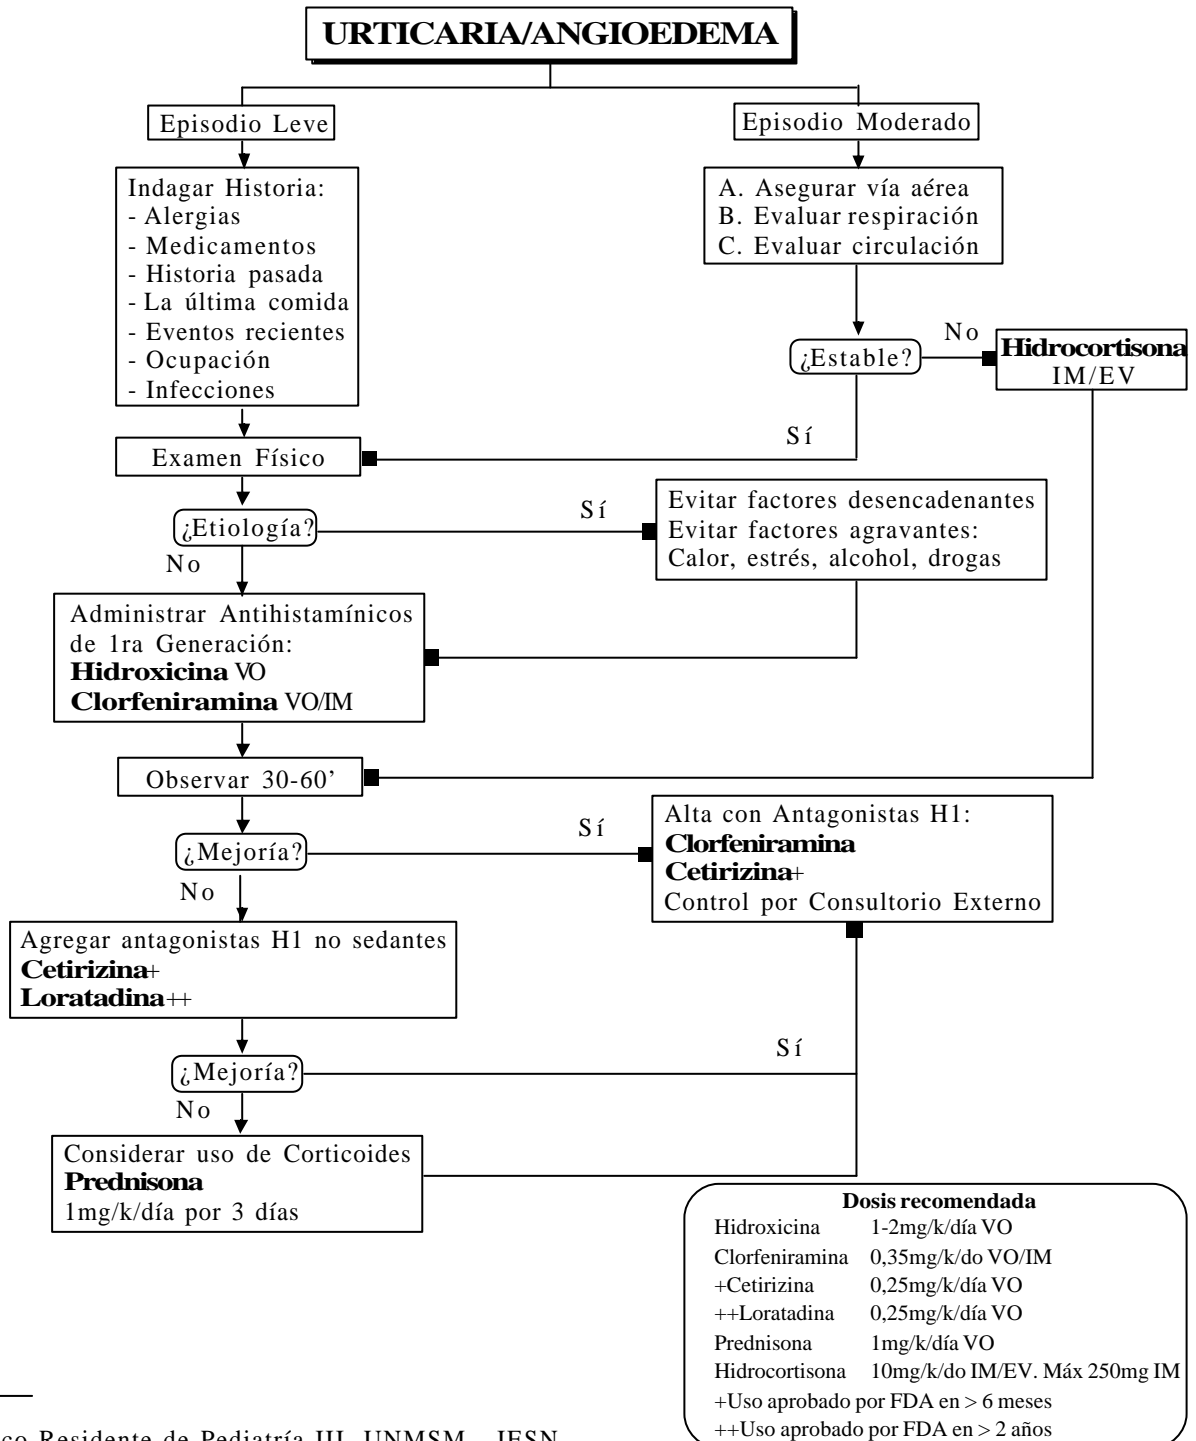 URTICARIA/ANGIOEDEMA
Episodio Leve
Episodio Moderado
Indagar Historia:
- Alergias
- Medicamentos
- Historia pasada
- La última comida
- Eventos recientes
- Ocupación
- Infecciones
A. Asegurar vía aérea
B. Evaluar respiración
C. Evaluar circulación
¿Estable?
No
Hidrocortisona
IM/EV
Sí
Examen Físico
¿Etiología?
Sí
Evitar factores desencadenantes
Evitar factores agravantes:
Calor, estrés, alcohol, drogas
No
Administrar Antihistamínicos
de 1ra Generación:
Hidroxicina VO
Clorfeniramina VO/IM
Observar 30-60’
¿Mejoría?
Sí
Alta con Antagonistas H1:
Clorfeniramina
Cetirizina+
Control por Consultorio Externo
No
Agregar antagonistas H1 no sedantes
Cetirizina+
Loratadina++
¿Mejoría?
Sí
No
Considerar uso de Corticoides
Prednisona
1mg/k/día por 3 días
Dosis recomendada
Hidroxicina 1-2mg/k/día VO
Clorfeniramina 0,35mg/k/do VO/IM
+Cetirizina 0,25mg/k/día VO
++Loratadina 0,25mg/k/día VO
Prednisona 1mg/k/día VO
Hidrocortisona 10mg/k/do IM/EV. Máx 250mg IM
+Uso aprobado por FDA en > 6 meses
++Uso aprobado por FDA en > 2 años
Residente de Pediatría III. UNMSM